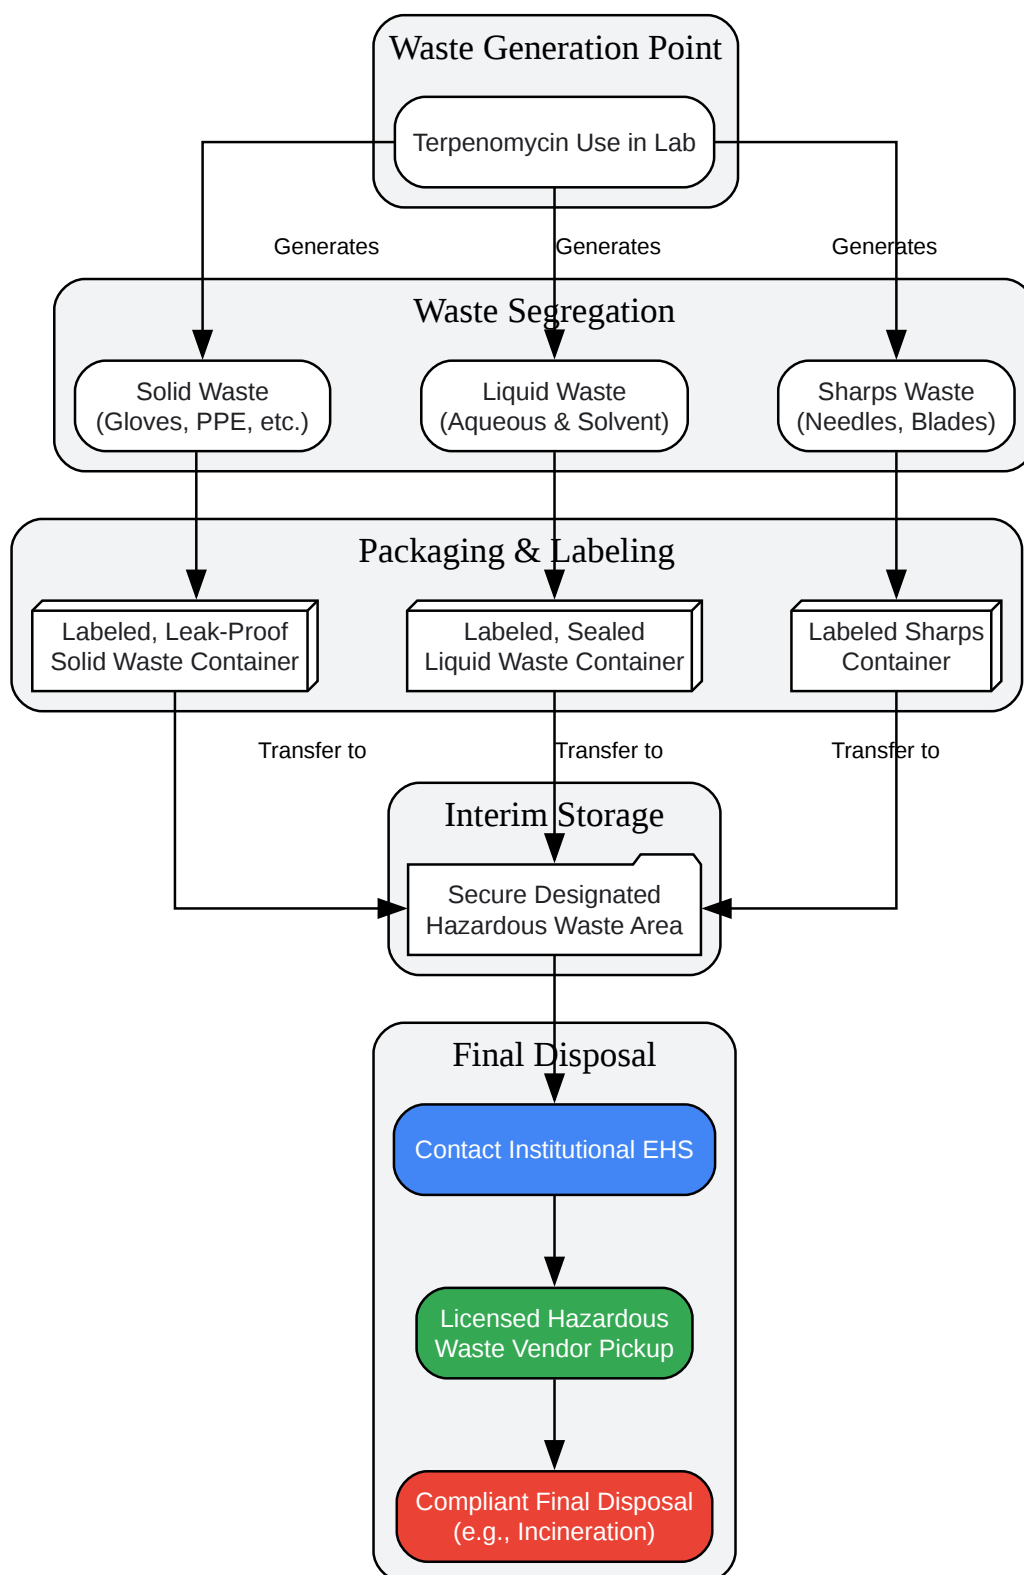 Waste Generation Point
Terpenomycin Use in Lab
Generates
Generates
Generates
Waste Segregation
Solid Waste
(Gloves, PPE, etc.)
Liquid Waste
(Aqueous & Solvent)
Sharps Waste
(Needles, Blades)
Packaging & Labeling
Labeled, Leak-Proof
Solid Waste Container
Labeled, Sealed
Liquid Waste Container
Labeled Sharps
Container
Transfer to
Transfer to
Transfer to
Interim Storage
Secure Designated
Hazardous Waste Area
Final Disposal
Contact Institutional EHS
Licensed Hazardous
Waste Vendor Pickup
Compliant Final Disposal
(e.g., Incineration)